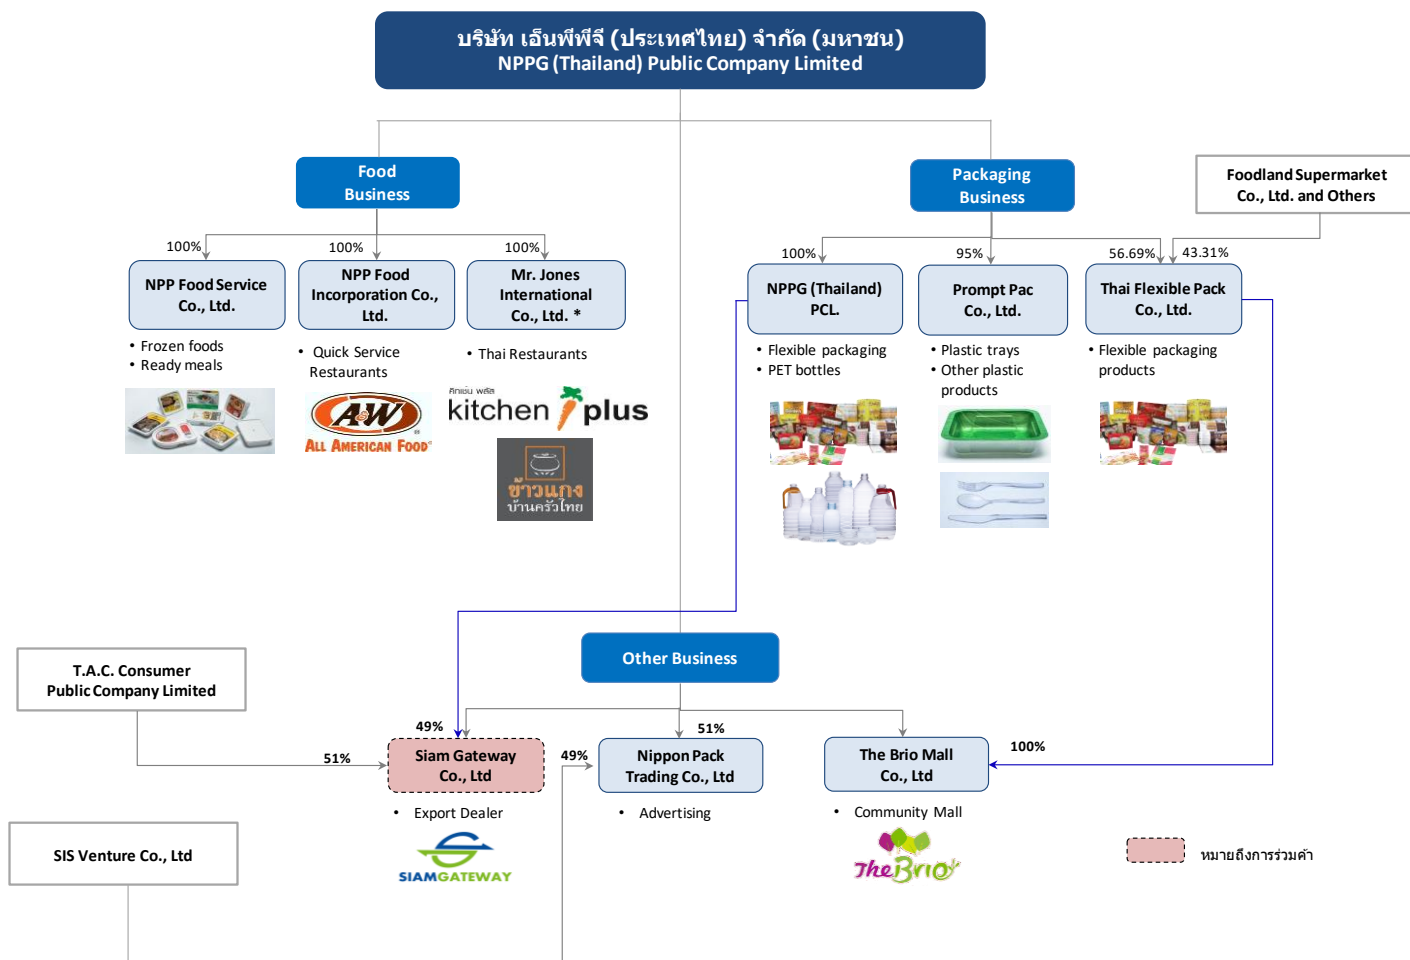 บริษัท เอ็นพีพีจี (ประเทศไทย) จำกัด (มหาชน)
NPPG (Thailand) Public Company Limited
Food
Business
Packaging
Business
Foodland Supermarket
Co., Ltd. and Others
100%
100%
100%
100%
95%
56.69%
43.31%
NPP Food Service
Co., Ltd.
NPP Food
Incorporation Co.,
Ltd.
Mr. Jones
International
Co., Ltd. *
NPPG (Thailand)
PCL.
Prompt Pac
Co., Ltd.
Thai Flexible Pack
Co., Ltd.
• Frozen foods
• Ready meals
• Quick Service
Restaurants
• Thai Restaurants
• Flexible packaging
• PET bottles
• Plastic trays
• Other plastic
products
• Flexible packaging
products
A&W
ALL AMERICAN FOOD
คิทเช่น พลัส
kitchen plus
ข้าวแกง
บ้านครัวไทย
Other Business
T.A.C. Consumer
Public Company Limited
49%
51%
51%
49%
100%
Siam Gateway
Co., Ltd
Nippon Pack
Trading Co., Ltd
The Brio Mall
Co., Ltd
• Export Dealer
• Advertising
• Community Mall
SIAMGATEWAY
The Brio
SIS Venture Co., Ltd
หมายถึงการร่วมค้า